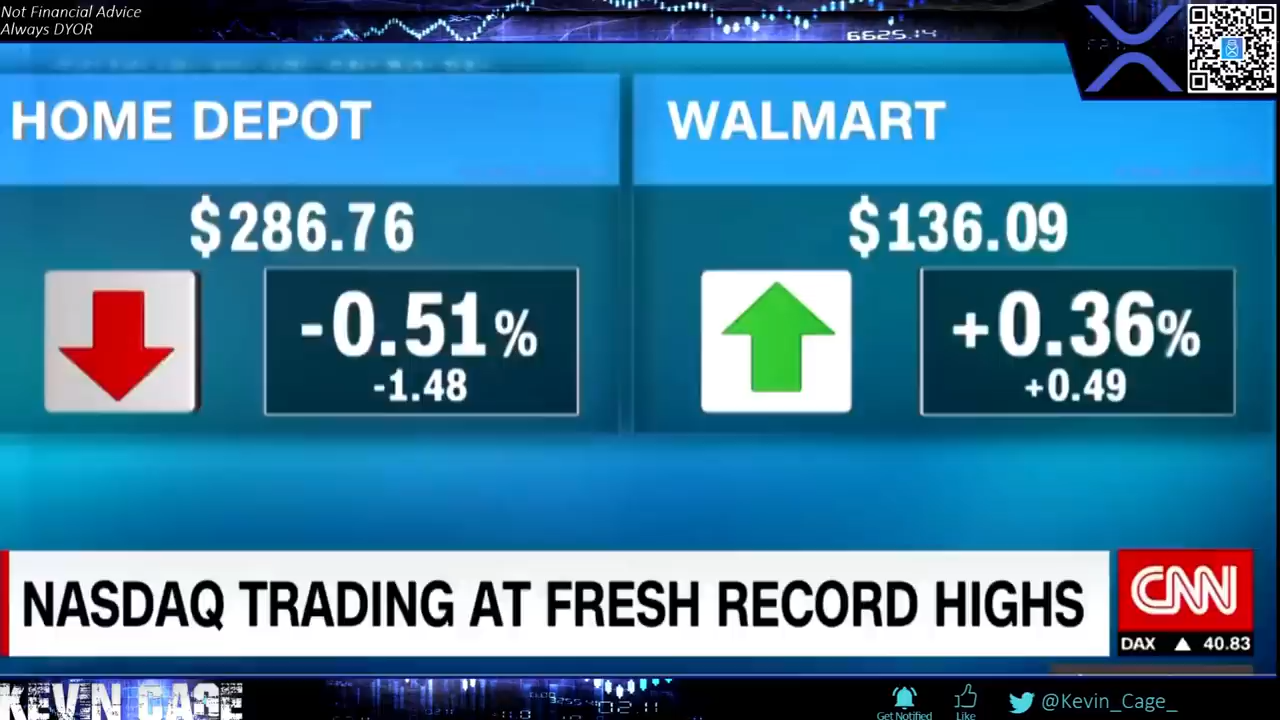 Not Financial Advice
Always DYOR
6625.14
HOME DEPOT
WALMART
$286.76
$136.09
-0.51%
-1.48
+0.36%
+0.49
NASDAQ TRADING AT FRESH RECORD HIGHS
CNN
DAX ▲ 40.83
KEVIN CAGE
Get Notified
Like
@Kevin_Cage_